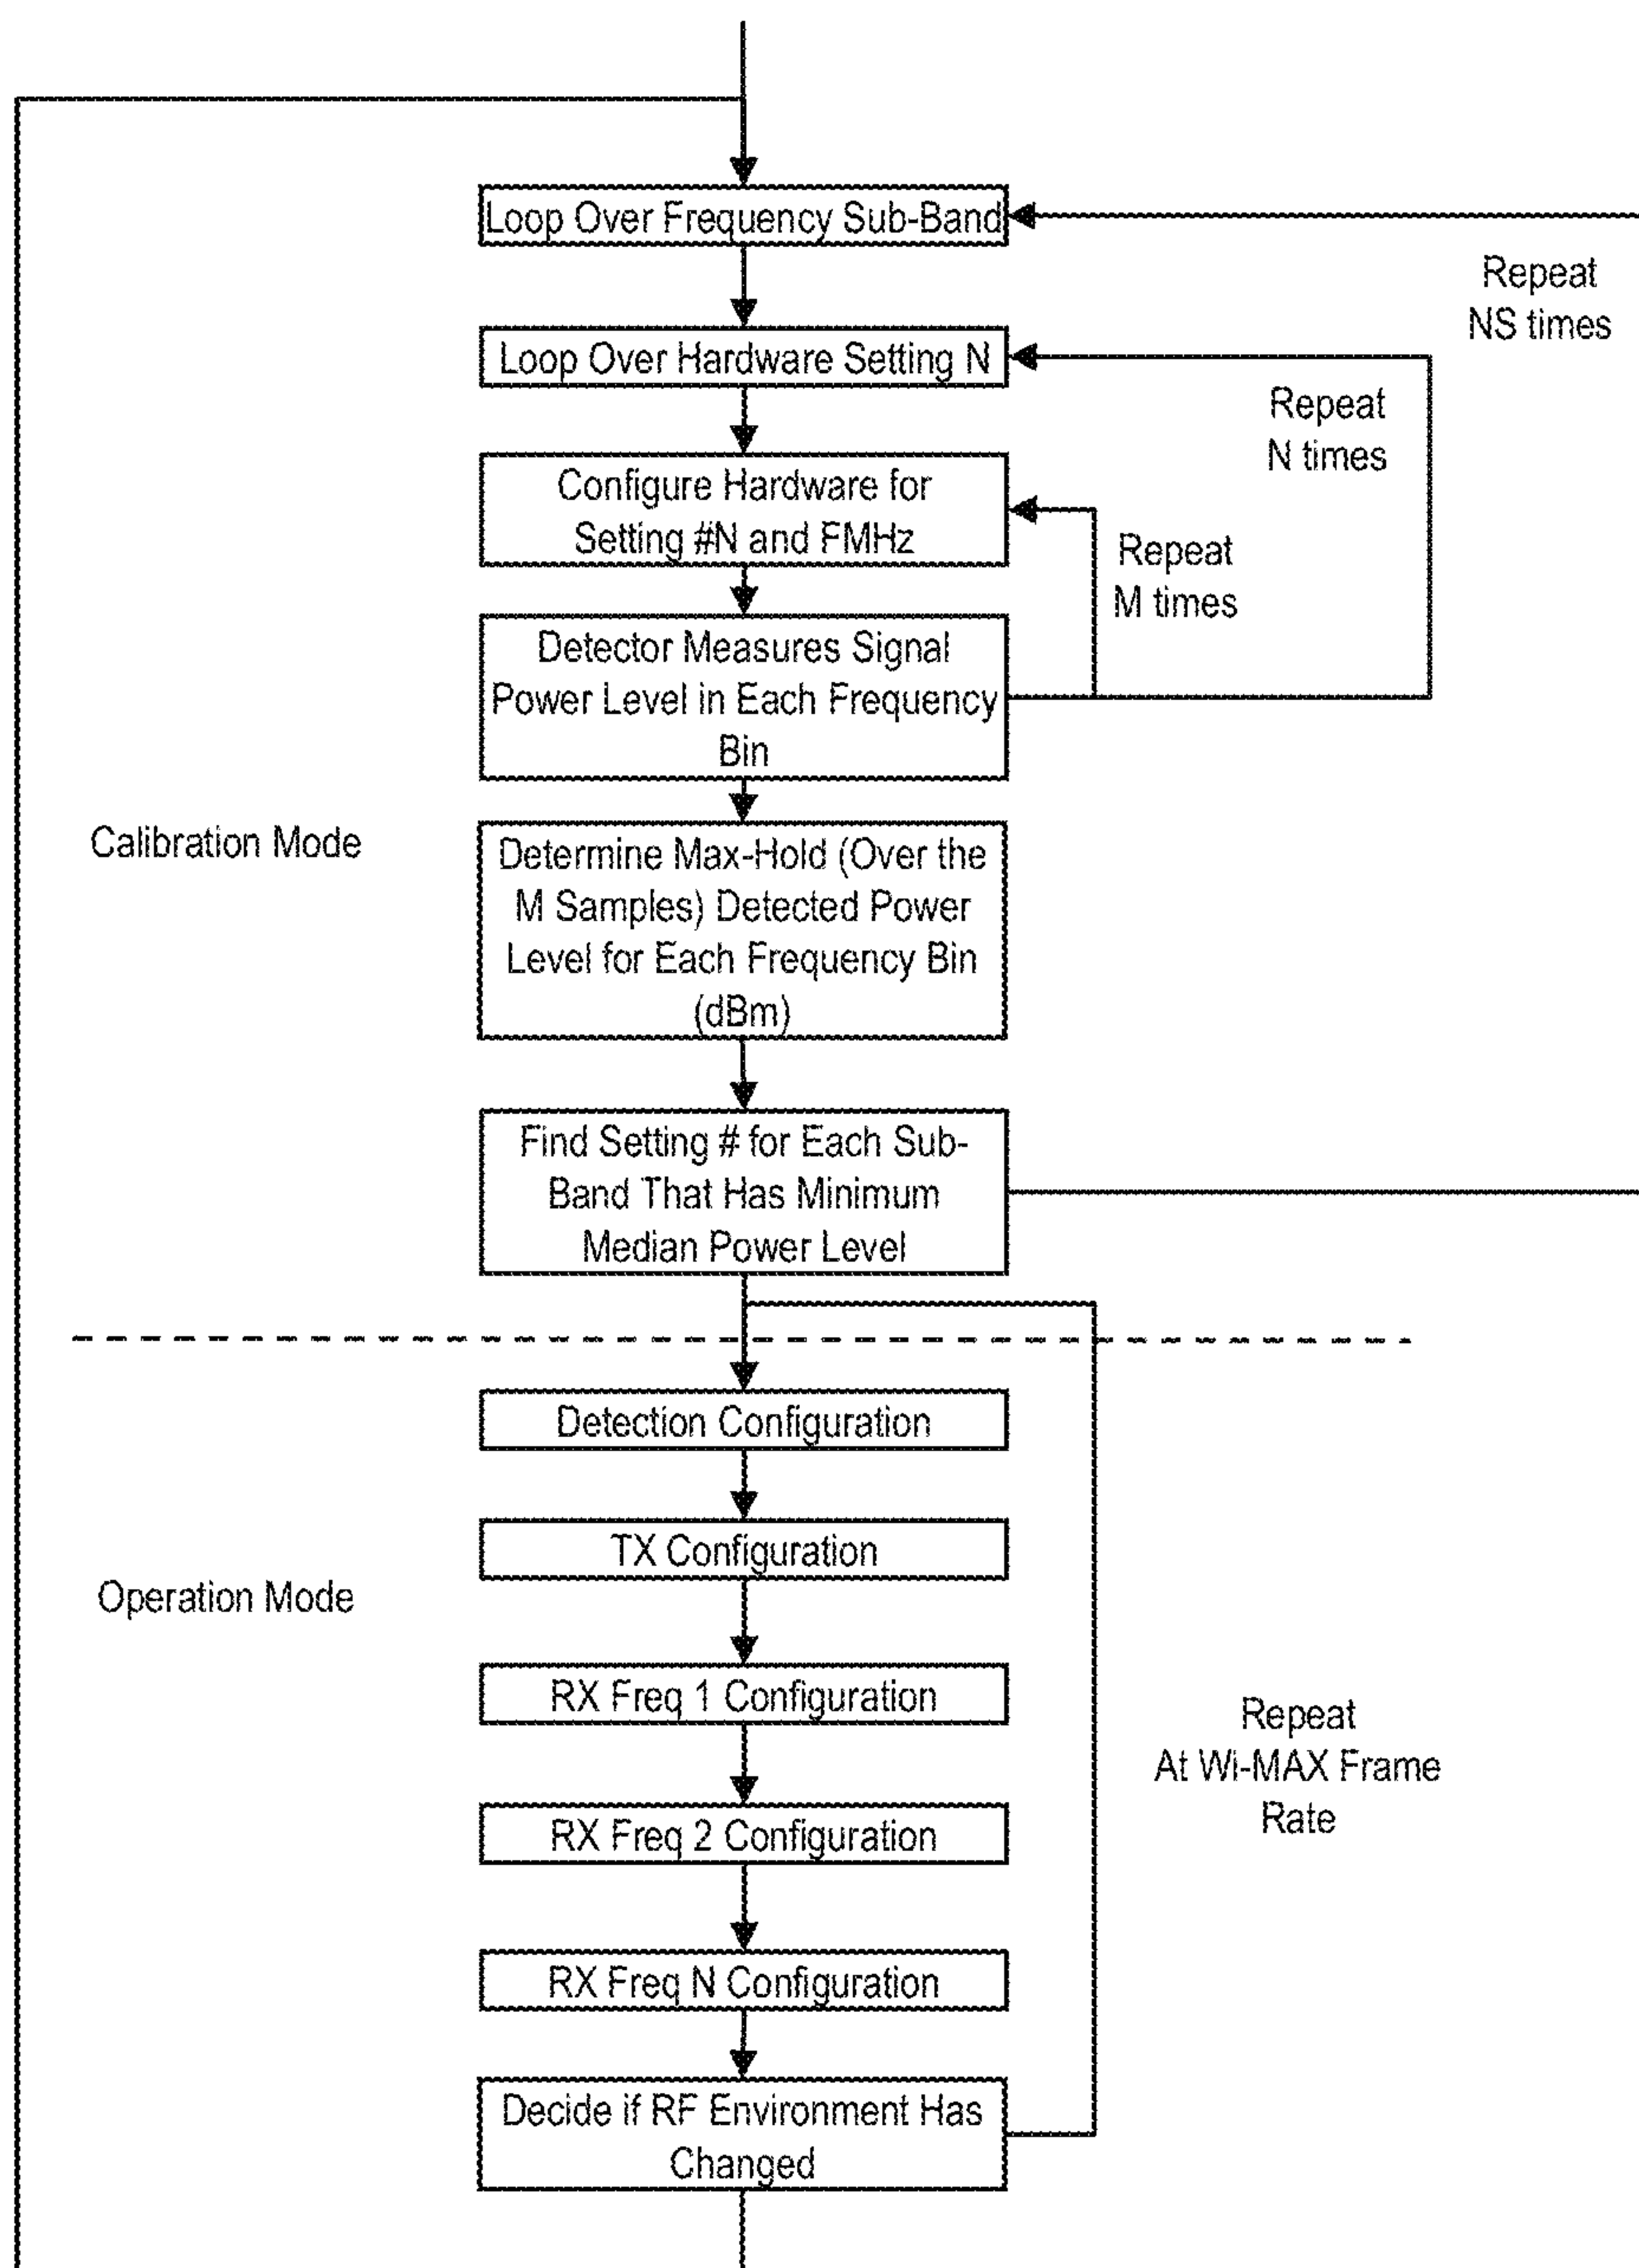 Loop Over Frequency Sub-Band
Repeat
NS times
Loop Over Hardware Setting N
Repeat
N times
Configure Hardware for
Setting #N and FMHz
Repeat
M times
Detector Measures Signal
Power Level in Each Frequency
Bin
Calibration Mode
Determine Max-Hold (Over the
M Samples) Detected Power
Level for Each Frequency Bin
(dBm)
Find Setting # for Each Sub-
Band That Has Minimum
Median Power Level
Detection Configuration
TX Configuration
Operation Mode
RX Freq 1 Configuration
Repeat
At Wi-MAX Frame
Rate
RX Freq 2 Configuration
RX Freq N Configuration
Decide if RF Environment Has
Changed